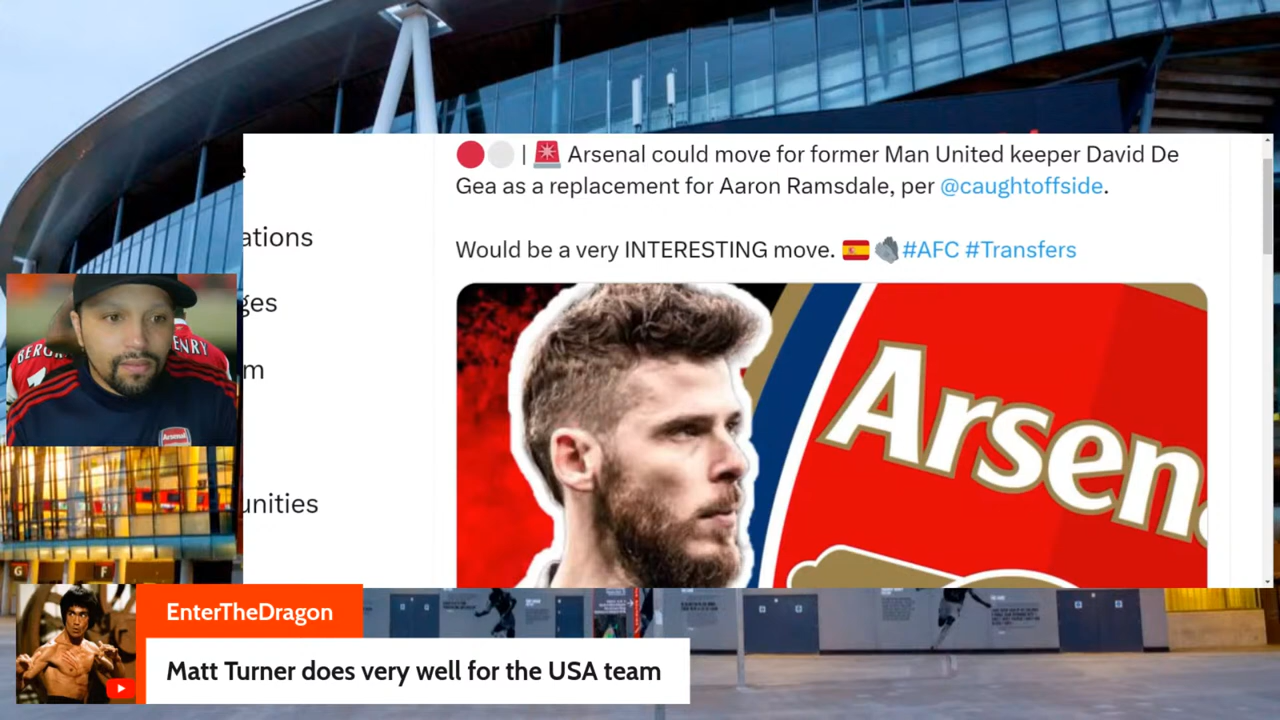 🔴⚪ | 🚨 Arsenal could move for former Man United keeper David De
Gea as a replacement for Aaron Ramsdale, per @caughtoffside.
Would be a very INTERESTING move. 🇪🇸 🧤 #AFC #Transfers
ations
ges
m
unities
Arsen
HENRY
Arsenal
G F
EnterTheDragon
Matt Turner does very well for the USA team